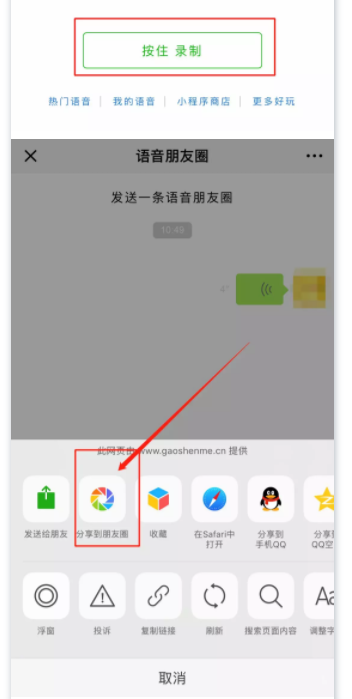 按住 录制
热门语音 | 我的语音 | 小程序商店 | 更多好玩
语音朋友圈
发送一条语音朋友圈
10:49
此网页由 www.gaoshenme.cn 提供
发送给朋友 分享到朋友圈 收藏 在Safari中 分享到 分享
打开 手机QQ QQ空
浮窗 投诉 复制链接 刷新 搜索页面内容 调整字
取消